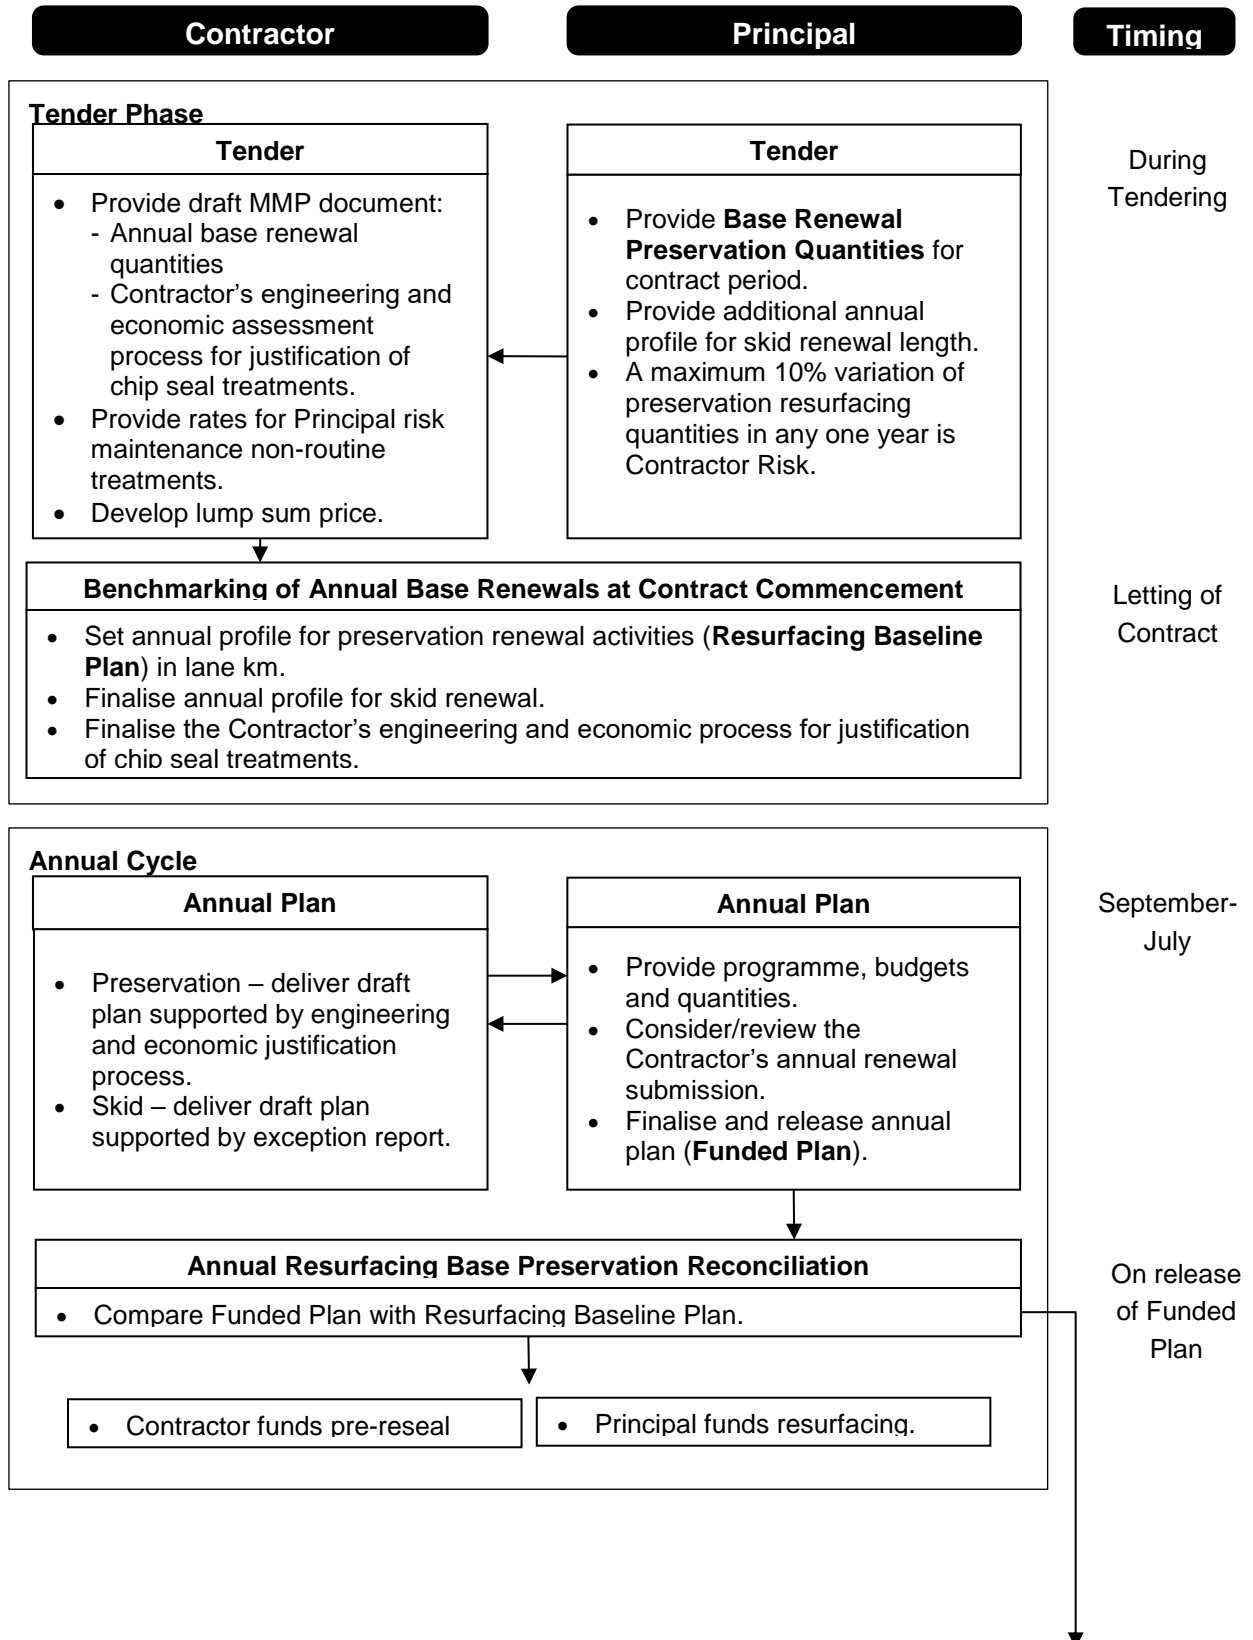 Contractor
Principal
Timing
Tender Phase
Tender
• Provide draft MMP document:
- Annual base renewal
quantities
- Contractor’s engineering and
economic assessment
process for justification of
chip seal treatments.
• Provide rates for Principal risk
maintenance non-routine
treatments.
• Develop lump sum price.
Tender
• Provide Base Renewal
Preservation Quantities for
contract period.
• Provide additional annual
profile for skid renewal length.
• A maximum 10% variation of
preservation resurfacing
quantities in any one year is
Contractor Risk.
During
Tendering
Benchmarking of Annual Base Renewals at Contract Commencement
• Set annual profile for preservation renewal activities (Resurfacing Baseline
Plan) in lane km.
• Finalise annual profile for skid renewal.
• Finalise the Contractor’s engineering and economic process for justification
of chip seal treatments.
Letting of
Contract
Annual Cycle
Annual Plan
• Preservation – deliver draft
plan supported by engineering
and economic justification
process.
• Skid – deliver draft plan
supported by exception report.
Annual Plan
• Provide programme, budgets
and quantities.
• Consider/review the
Contractor’s annual renewal
submission.
• Finalise and release annual
plan (Funded Plan).
September-
July
Annual Resurfacing Base Preservation Reconciliation
• Compare Funded Plan with Resurfacing Baseline Plan.
On release
of Funded
Plan
• Contractor funds pre-reseal
• Principal funds resurfacing.